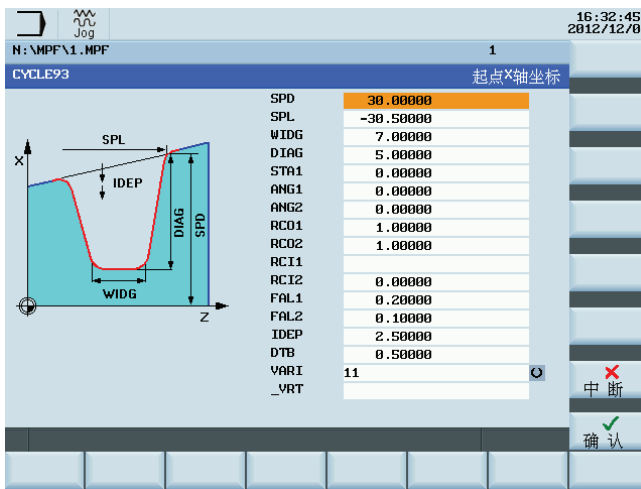 Jog
16:32:45
2012/12/0
N:\MPF\1.MPF 1
CYCLE93 起点X轴坐标
SPD 30.00000
SPL -30.50000
WIDG 7.00000
DIAG 5.00000
STA1 0.00000
ANG1 0.00000
ANG2 0.00000
RCO1 1.00000
RCO2 1.00000
RCI1
RCI2 0.00000
FAL1 0.20000
FAL2 0.10000
IDEP 2.50000
DTB 0.50000
VARI 11
_VRT
X
SPL
IDEP
DIAG
SPD
WIDG
Z
中断
确认